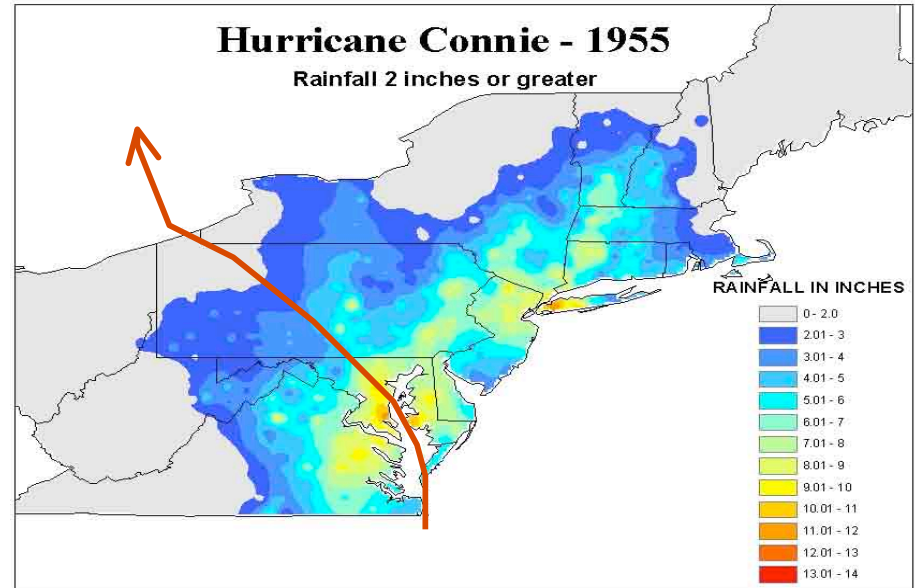 Hurricane Connie - 1955
Rainfall 2 inches or greater
RAINFALL IN INCHES
0 - 2.0
2.01 - 3
3.01 - 4
4.01 - 5
5.01 - 6
6.01 - 7
7.01 - 8
8.01 - 9
9.01 - 10
10.01 - 11
11.01 - 12
12.01 - 13
13.01 - 14